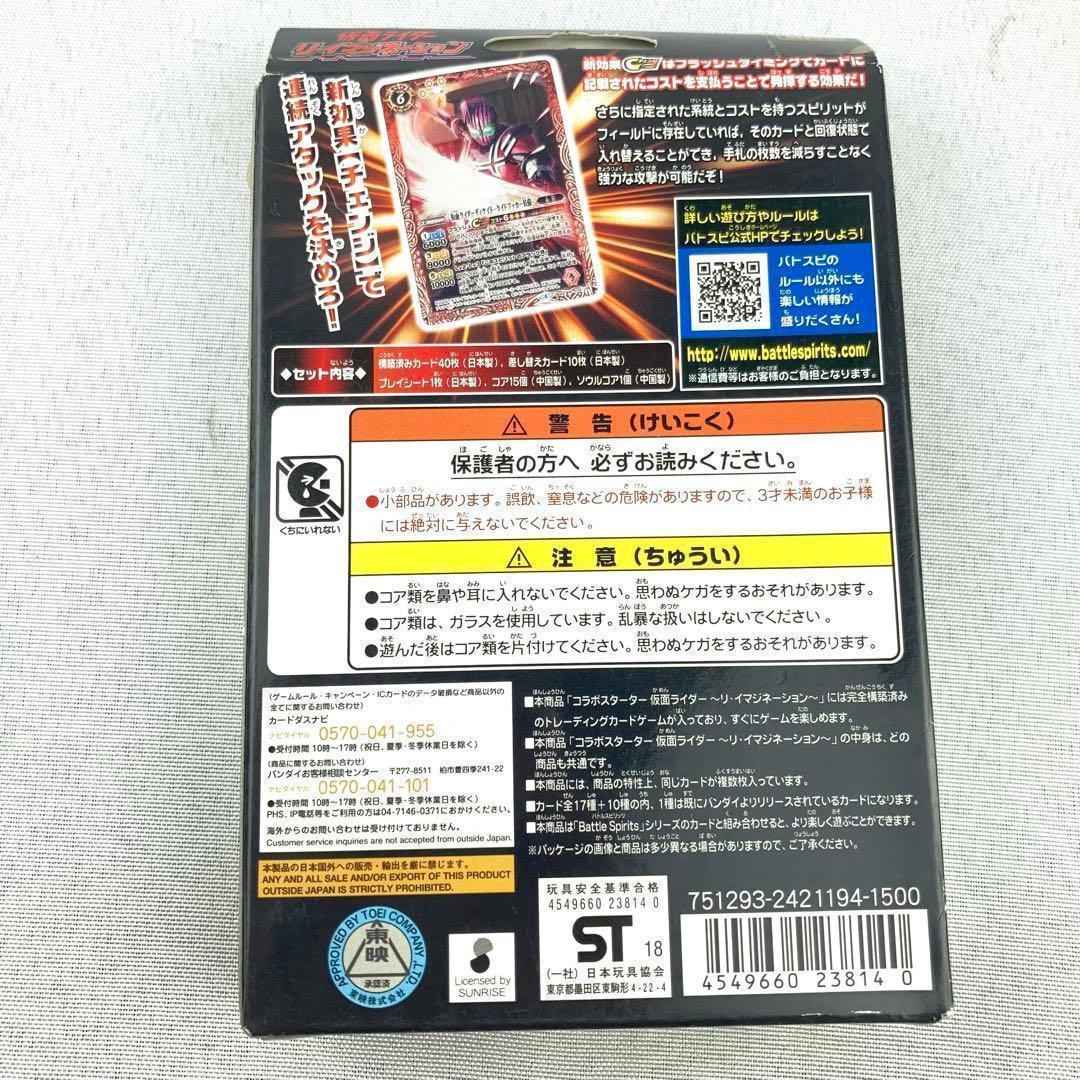 仮面ライダー
リ・イマジネーション
新効果【チェンジ】で
連続アタックを決めろ!!
新効果 はフラッシュタイミングでカードに
記載されたコストを支払うことで発揮する効果だ!
さらに指定された系統とコストを持つスピリットが
フィールドに存在していれば、そのカードと回復状態で
入れ替えることができ、手札の枚数を減らすことなく
強力な攻撃が可能だぞ!
6
コスト6
LV1
6000
LV2
8000
10000
詳しい遊び方やルールは
バトスピ公式HPでチェックしよう!
バトスピの
ルール以外にも
楽しい情報が
盛りだくさん!
http://www.battlespirits.com/
※通信費等はお客様のご負担となります。
◆セット内容◆
構築済みカード40枚(日本製)、差し替えカード10枚(日本製)
プレイシート1枚(日本製)、コア15個(中国製)、ソウルコア1個(中国製)
くちにいれない
⚠ 警告(けいこく)
保護者の方へ 必ずお読みください。
●小部品があります。誤飲、窒息などの危険がありますので、3才未満のお子様
には絶対に与えないでください。
⚠ 注意(ちゅうい)
●コア類を鼻や耳に入れないでください。思わぬケガをするおそれがあります。
●コア類は、ガラスを使用しています。乱暴な扱いはしないでください。
●遊んだ後はコア類を片付けてください。思わぬケガをするおそれがあります。
(ゲームルール・キャンペーン・ICカードのデータ破損など商品以外の
全てに関するお問い合わせ)
カードダスナビ
ナビダイヤル 0570-041-955
●受付時間 10時〜17時(祝日、夏季・冬季休業日を除く)
(商品に関するお問い合わせ)
バンダイお客様相談センター 〒277-8511 柏市豊四季241-22
ナビダイヤル 0570-041-101
●受付時間 10時〜17時(祝日、夏季・冬季休業日を除く)
PHS、IP電話等をご利用の方は04-7146-0371におかけください。
海外からのお問い合わせは受け付けておりません。
Customer service inquiries are not accepted from outside Japan.
本製品の日本国外への販売・輸出を厳に禁じます。
ANY AND ALL SALE AND/OR EXPORT OF THIS PRODUCT
OUTSIDE JAPAN IS STRICTLY PROHIBITED.
■本商品「コラボスターター 仮面ライダー 〜リ・イマジネーション〜」には完全構築済み
のトレーディングカードゲームが入っており、すぐにゲームを楽しめます。
■本商品「コラボスターター 仮面ライダー 〜リ・イマジネーション〜」の中身は、どの
商品も共通です。
■本商品には、商品の特性上、同じカードが複数枚入っています。
■カード全17種+10種の内、1種は既にバンダイよりリリースされているカードになります。
■本商品は「Battle Spirits」シリーズのカードと組み合わせると、より楽しく遊ぶことができます。
※パッケージの画像と商品は多少異なる場合がありますので、ご了承ください。
APPROVED BY TOEI COMPANY, LTD.
東映
承認済
東映株式会社
Licensed by
SUNRISE
玩具安全基準合格
4549660 23814 0
ST 18
(一社)日本玩具協会
東京都墨田区東駒形4-22-4
751293-2421194-1500
4549660 238140